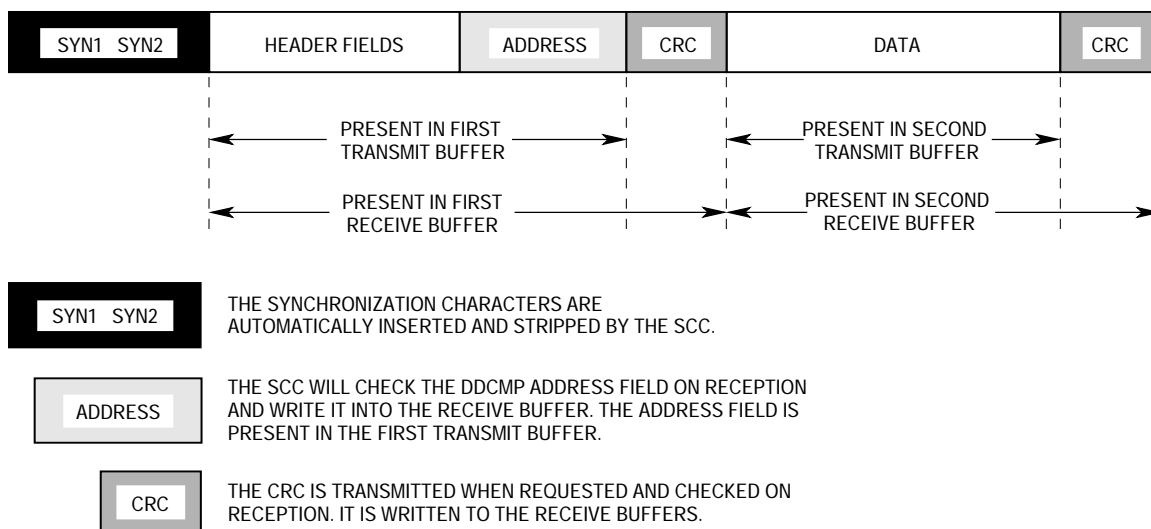 SYN1 SYN2 HEADER FIELDS ADDRESS CRC DATA CRC
PRESENT IN FIRST
TRANSMIT BUFFER
PRESENT IN SECOND
TRANSMIT BUFFER
PRESENT IN FIRST
RECEIVE BUFFER
PRESENT IN SECOND
RECEIVE BUFFER
SYN1 SYN2
THE SYNCHRONIZATION CHARACTERS ARE
AUTOMATICALLY INSERTED AND STRIPPED BY THE SCC.
ADDRESS
THE SCC WILL CHECK THE DDCMP ADDRESS FIELD ON RECEPTION
AND WRITE IT INTO THE RECEIVE BUFFER. THE ADDRESS FIELD IS
PRESENT IN THE FIRST TRANSMIT BUFFER.
CRC
THE CRC IS TRANSMITTED WHEN REQUESTED AND CHECKED ON
RECEPTION. IT IS WRITTEN TO THE RECEIVE BUFFERS.